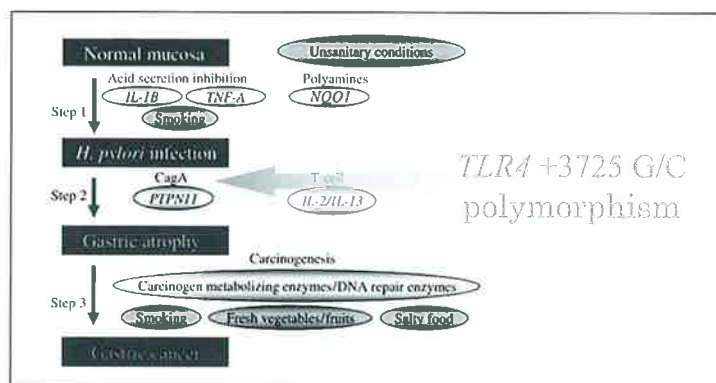 Normal mucosa
Unsanitary conditions
Acid secretion inhibition
Polyamines
IL-1B
TNF-A
NQO1
Step 1
Smoking
H. pylori infection
CagA
T cell
TLR4 +3725 G/C
polymorphism
Step 2
PTPN11
IL-2/IL-13
Gastric atrophy
Carcinogenesis
Carcinogen metabolizing enzymes/DNA repair enzymes
Step 3
Smoking
Fresh vegetables/fruits
Salty food
Gastric cancer